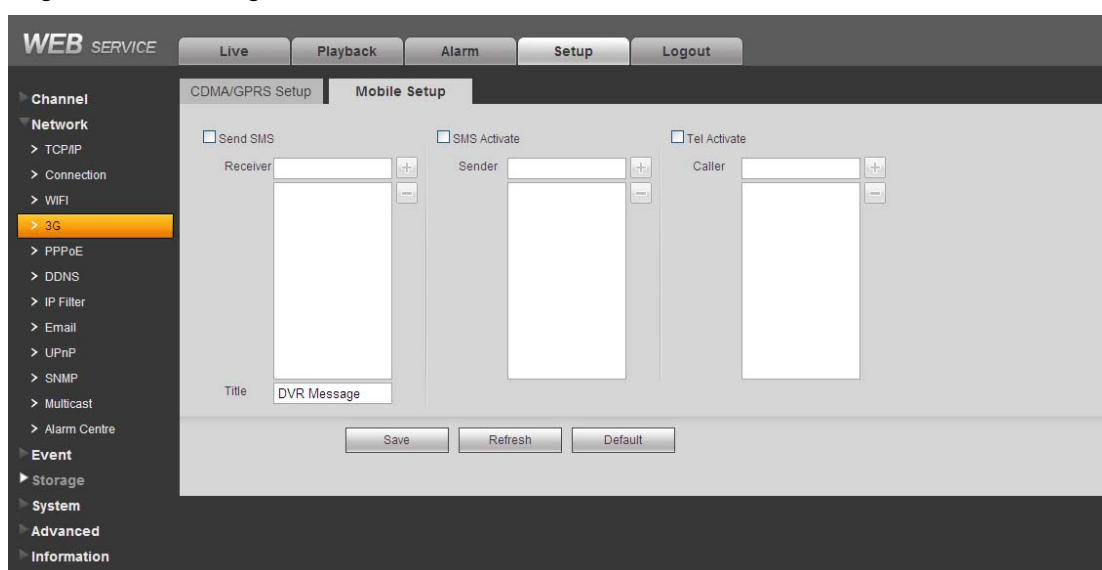 WEB SERVICE
Live Playback Alarm Setup Logout
CDMA/GPRS Setup Mobile Setup
Channel
Network
> TCP/IP
> Connection
> WIFI
> 3G
> PPPoE
> DDNS
> IP Filter
> Email
> UPnP
> SNMP
> Multicast
> Alarm Centre
Event
Storage
System
Advanced
Information
Send SMS SMS Activate Tel Activate
Receiver + Sender + Caller +
− − −
Title DVR Message
Save Refresh Default